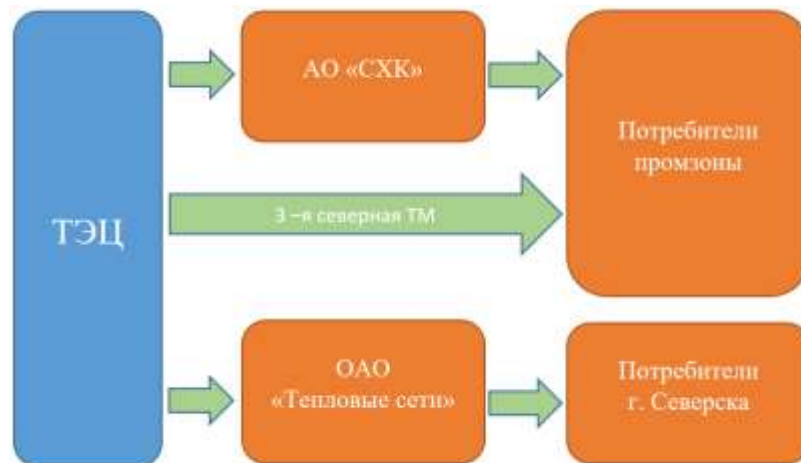 ТЭЦ
АО «СХК»
Потребители
промзоны
3 –я северная ТМ
ОАО
«Тепловые сети»
Потребители
г. Северска